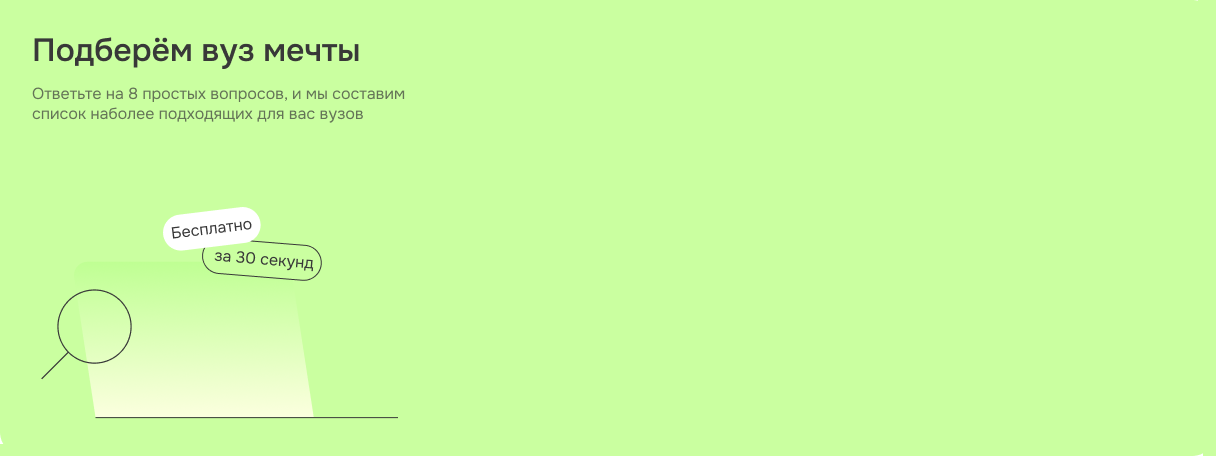 Подберём вуз мечты
Ответьте на 8 простых вопросов, и мы составим
список наболее подходящих для вас вузов
Бесплатно
за 30 секунд